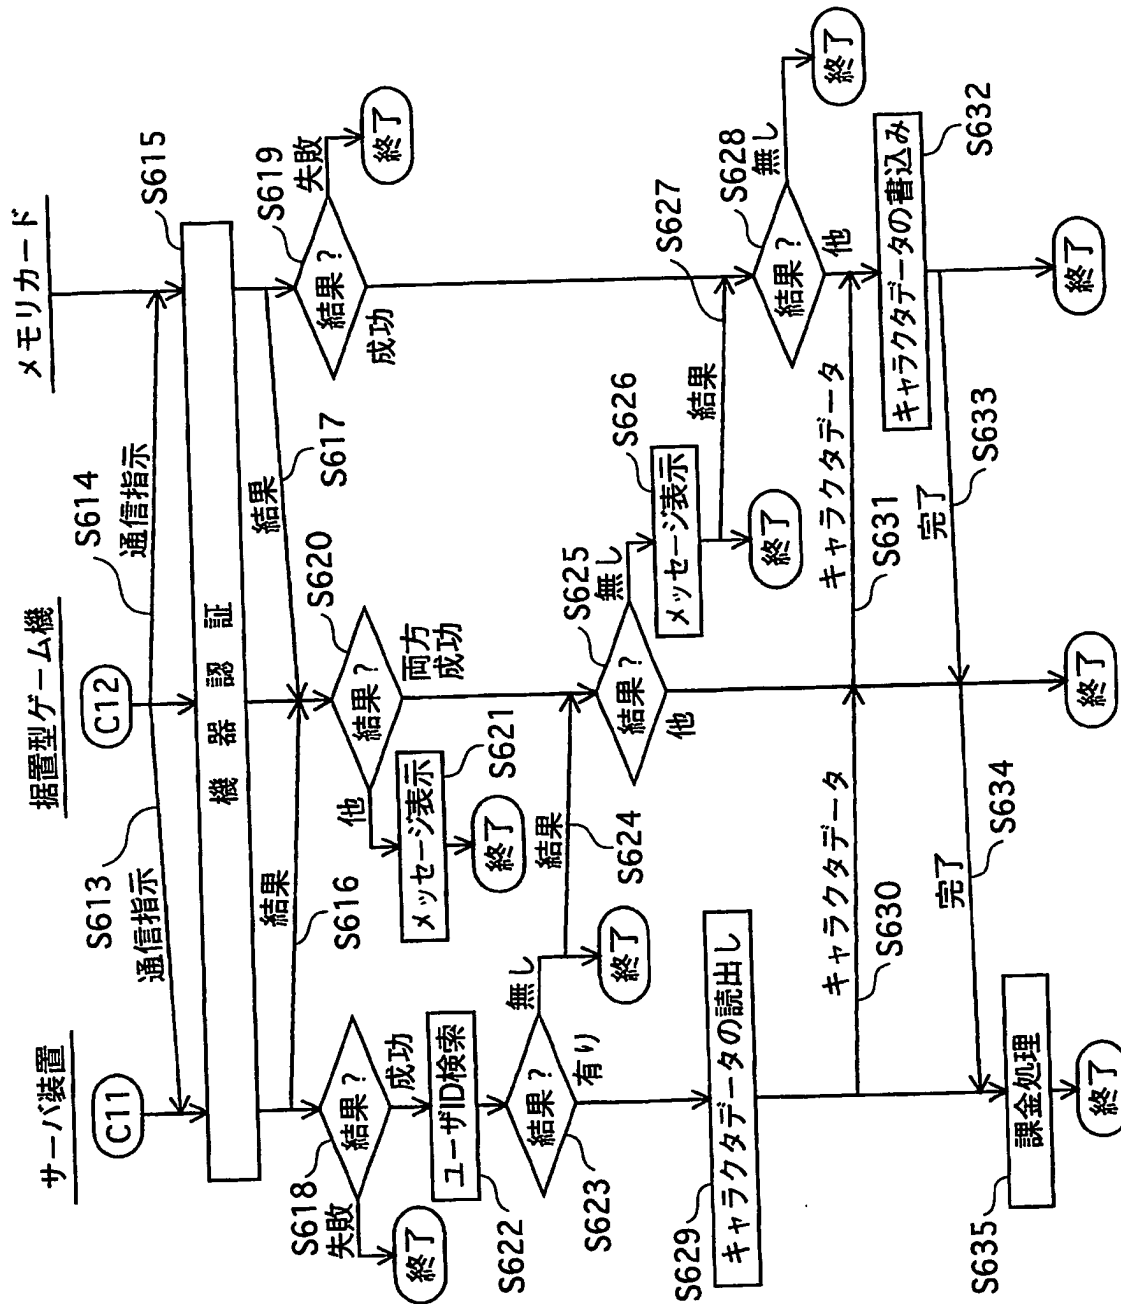 サーバ装置
据置型ゲーム機
メモリカード
C11
C12
S613
通信指示
S614
通信指示
S615
機器認証
結果
S616
結果
S617
S618
結果?
失敗
終了
成功
S619
結果?
失敗
終了
成功
S620
結果?
両方
成功
他
メッセージ表示
S621
終了
ユーザID検索
S622
結果?
S623
無し
終了
有り
結果
S624
S625
結果?
無し
他
メッセージ表示
S626
終了
結果
S627
S628
結果?
無し
終了
他
キャラクタデータの読出し
S629
キャラクタデータ
S630
キャラクタデータ
S631
キャラクタデータの書込み
S632
完了
S633
完了
S634
課金処理
S635
終了
終了
終了